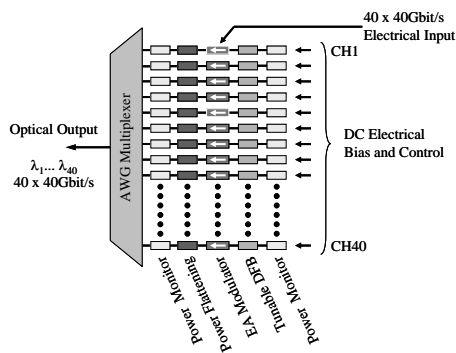 40 x 40Gbit/s
Electrical Input
CH1
AWG Multiplexer
Optical Output
λ1... λ40
40 x 40Gbit/s
DC Electrical
Bias and Control
CH40
Power Monitor
Power Flattening
EA Modulator
Tunable DFB
Power Monitor